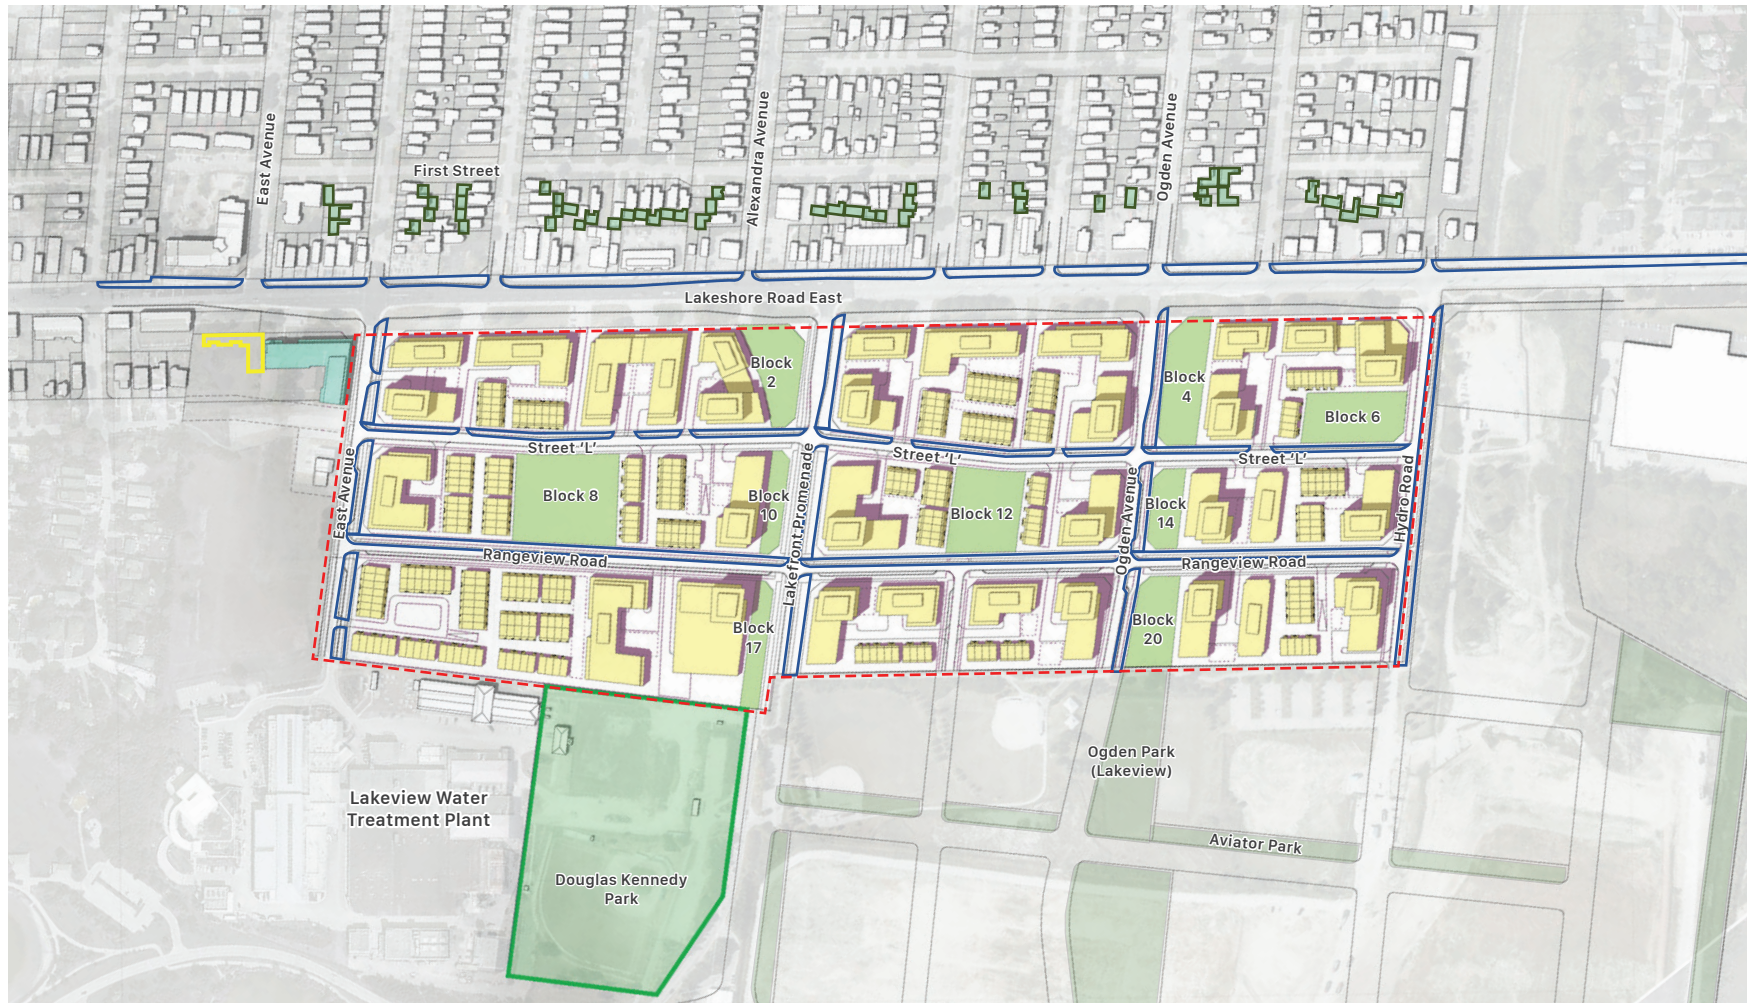 East Avenue
First Street
Alexandra Avenue
Ogden Avenue
Lakeshore Road East
Block
2
Block
4
Block 6
Street ‘L’
Street ‘L’
Street ‘L’
East Avenue
Block 8
Block
10
Lakefront Promenade
Block 12
Ogden Avenue
Block
14
Hydro Road
Rangeview Road
Rangeview Road
Block
17
Block
20
Ogden Park
(Lakeview)
Lakeview Water
Treatment Plant
Aviator Park
Douglas Kennedy
Park